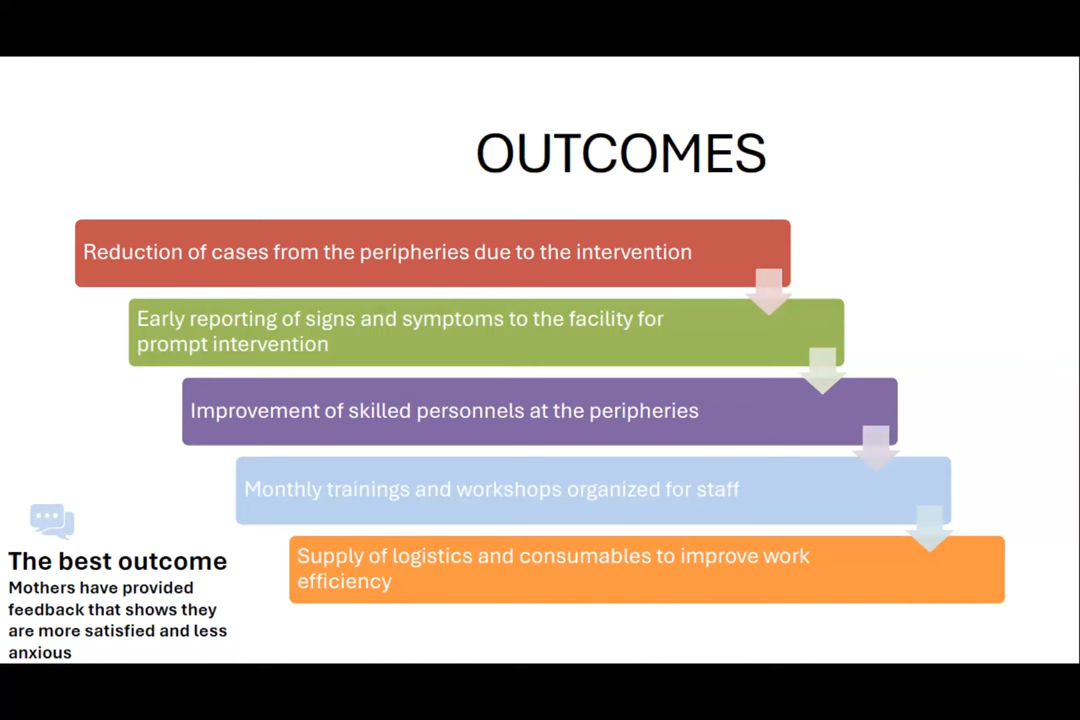 OUTCOMES
Reduction of cases from the peripheries due to the intervention
Early reporting of signs and symptoms to the facility for
prompt intervention
Improvement of skilled personnels at the peripheries
Monthly trainings and workshops organized for staff
Supply of logistics and consumables to improve work
efficiency
The best outcome
Mothers have provided
feedback that shows they
are more satisfied and less
anxious